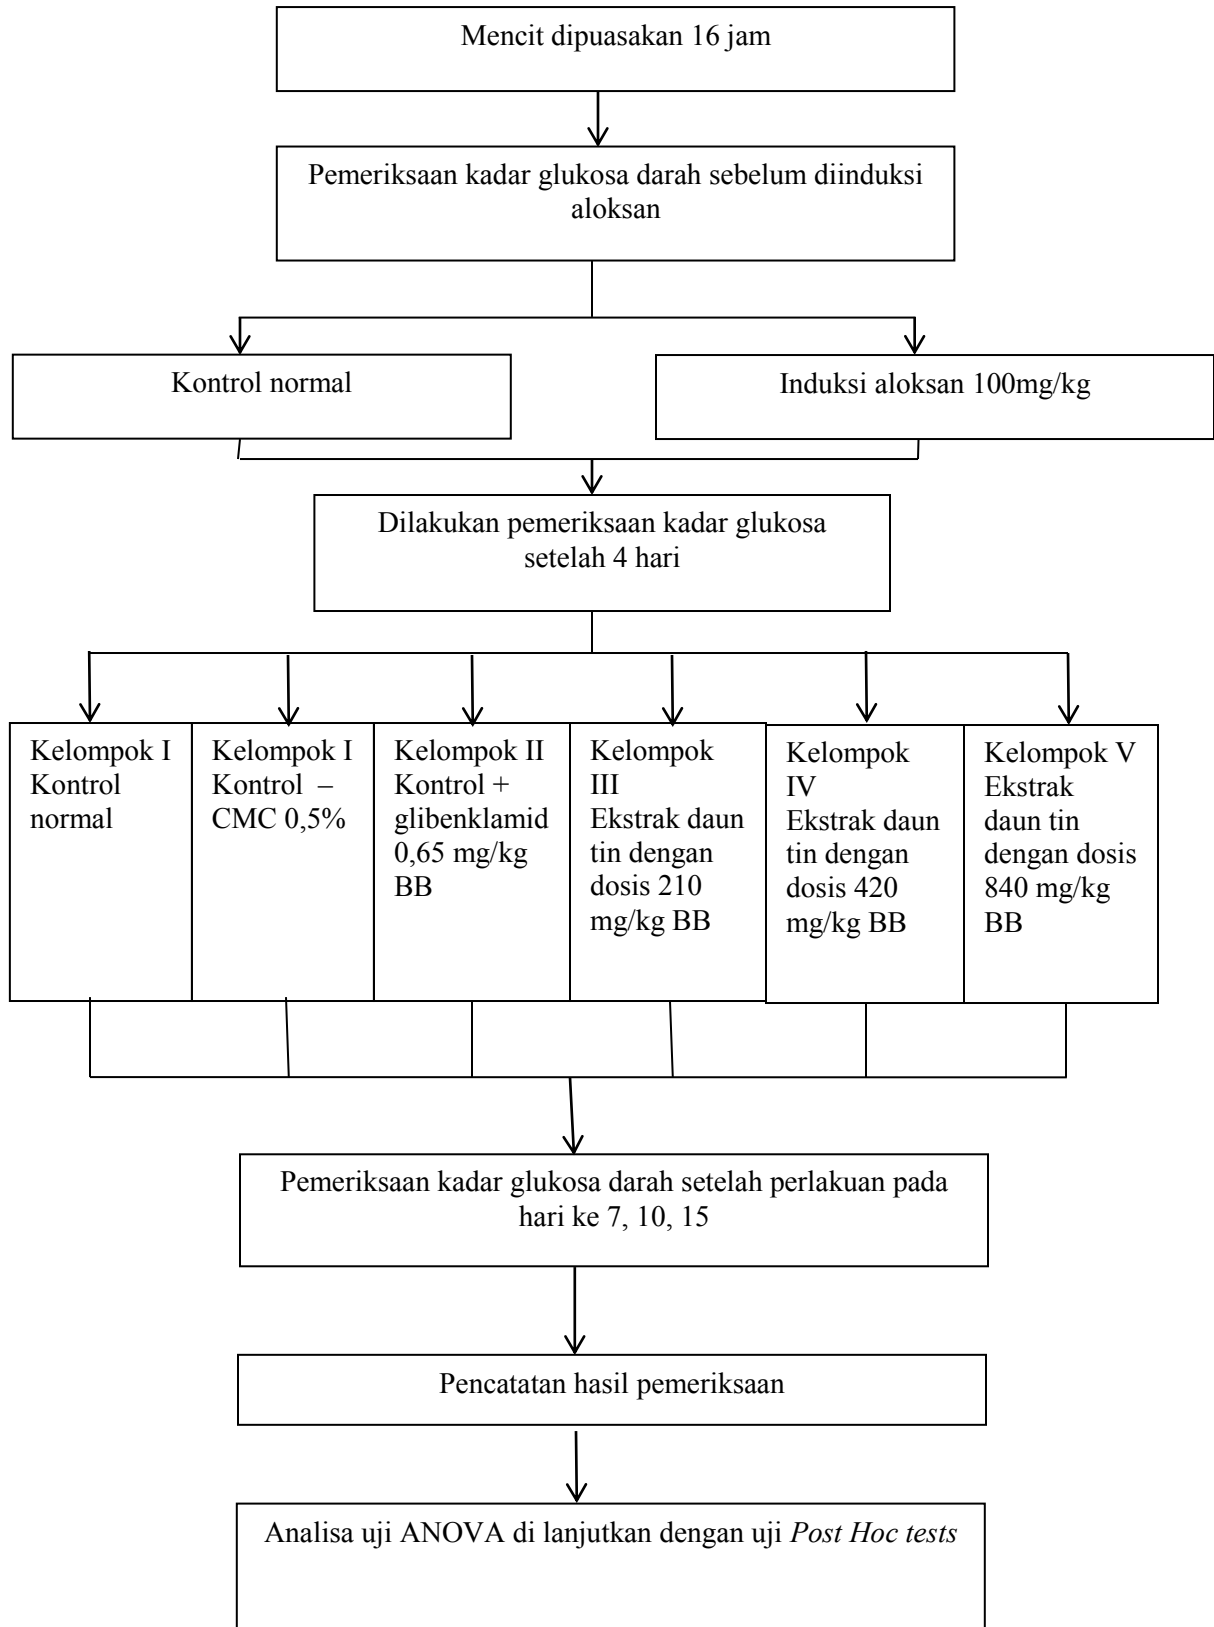 Mencit dipuasakan 16 jam
Pemeriksaan kadar glukosa darah sebelum diinduksi
aloksan
Kontrol normal
Induksi aloksan 100mg/kg
Dilakukan pemeriksaan kadar glukosa
setelah 4 hari
Kelompok I
Kontrol
normal
Kelompok I
Kontrol –
CMC 0,5%
Kelompok II
Kontrol +
glibenklamid
0,65 mg/kg
BB
Kelompok
III
Ekstrak daun
tin dengan
dosis 210
mg/kg BB
Kelompok
IV
Ekstrak daun
tin dengan
dosis 420
mg/kg BB
Kelompok V
Ekstrak
daun tin
dengan dosis
840 mg/kg
BB
Pemeriksaan kadar glukosa darah setelah perlakuan pada
hari ke 7, 10, 15
Pencatatan hasil pemeriksaan
Analisa uji ANOVA di lanjutkan dengan uji Post Hoc tests